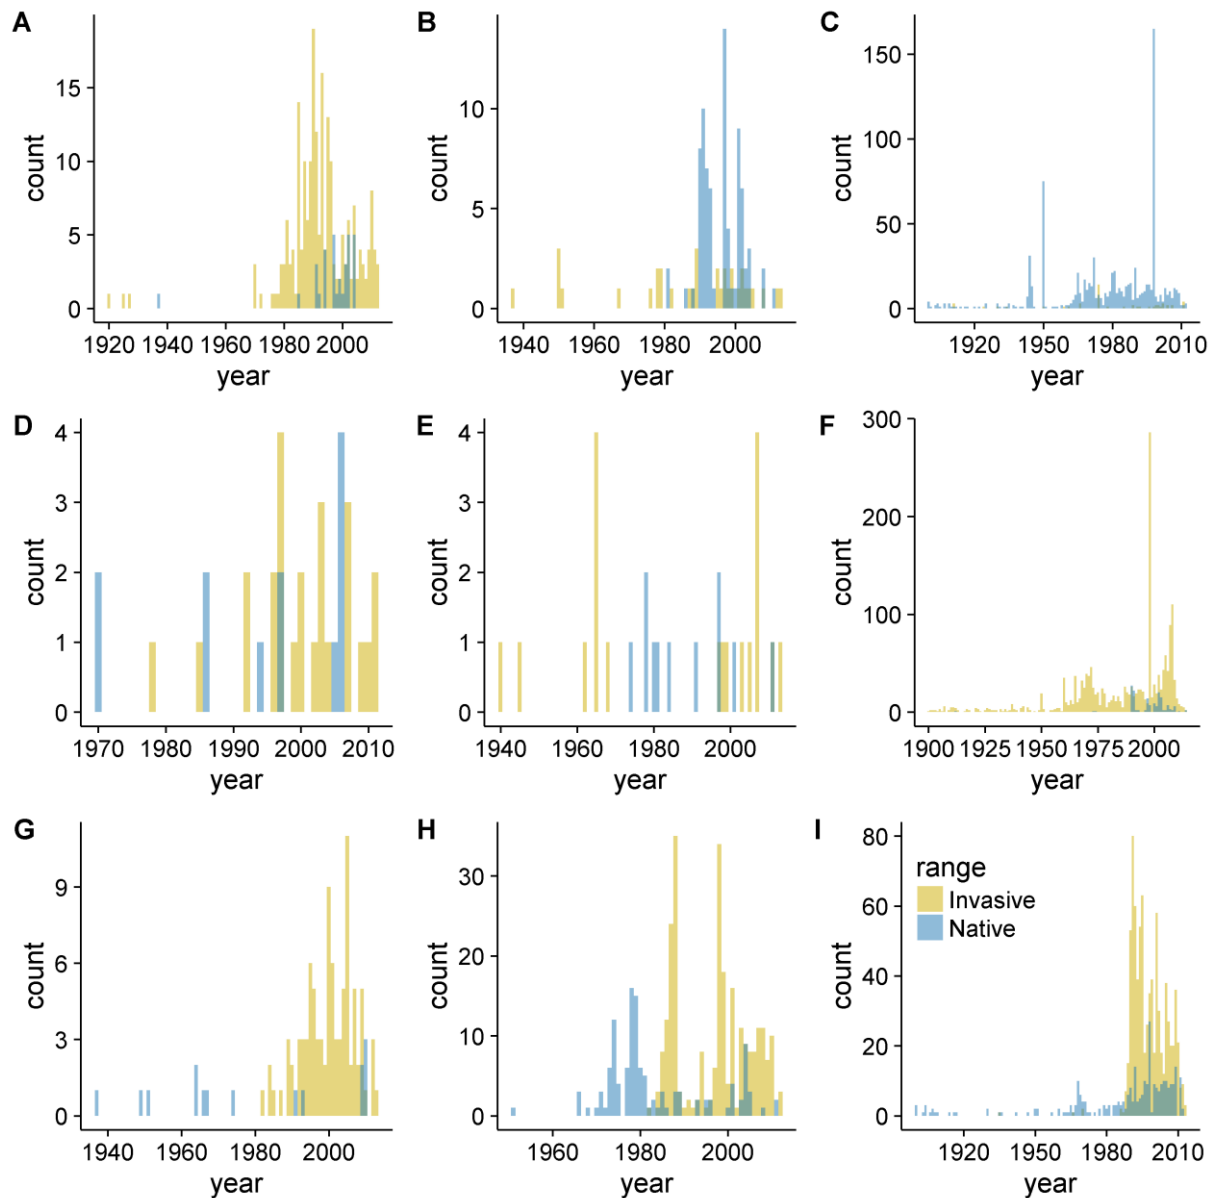 A
count
15
10
5
0
1920 1940 1960 1980 2000
year
B
count
10
5
0
1940 1960 1980 2000
year
C
count
150
100
50
0
1920 1950 1980 2010
year
D
count
4
3
2
1
0
1970 1980 1990 2000 2010
year
E
count
4
3
2
1
0
1940 1960 1980 2000
year
F
count
300
200
100
0
1900 1925 1950 1975 2000
year
G
count
9
6
3
0
1940 1960 1980 2000
year
H
count
30
20
10
0
1960 1980 2000
year
I
count
80
60
40
20
0
range
Invasive
Native
1920 1950 1980 2010
year